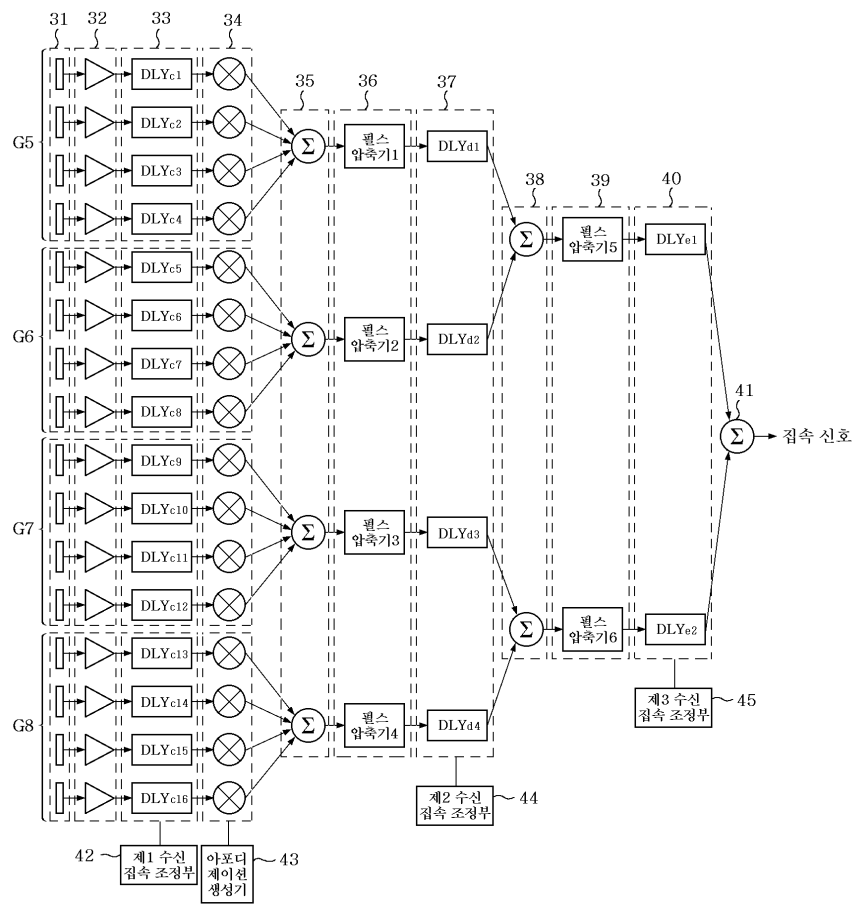 31 32 33 34
35 36 37
38 39 40
41
G5
DLYc1
DLYc2
DLYc3
DLYc4
G6
DLYc5
DLYc6
DLYc7
DLYc8
G7
DLYc9
DLYc10
DLYc11
DLYc12
G8
DLYc13
DLYc14
DLYc15
DLYc16
Σ
Σ
Σ
Σ
펄스
압축기1
펄스
압축기2
펄스
압축기3
펄스
압축기4
DLYd1
DLYd2
DLYd3
DLYd4
Σ
Σ
펄스
압축기5
펄스
압축기6
DLYe1
DLYe2
Σ
집속 신호
42
제1 수신
집속 조정부
아포디
제이션
생성기
43
제2 수신
집속 조정부
44
제3 수신
집속 조정부
45